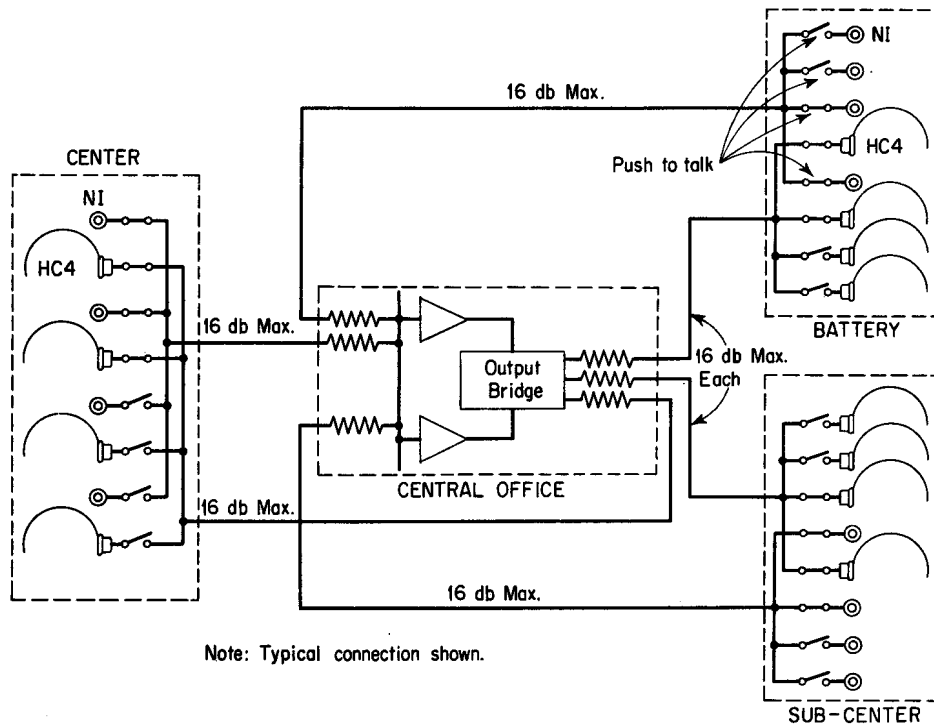 NI
16 db Max.
HC4
Push to talk
CENTER
NI
HC4
BATTERY
16 db Max.
16 db Max.
Each
Output
Bridge
CENTRAL OFFICE
16 db Max.
16 db Max.
Note: Typical connection shown.
SUB-CENTER